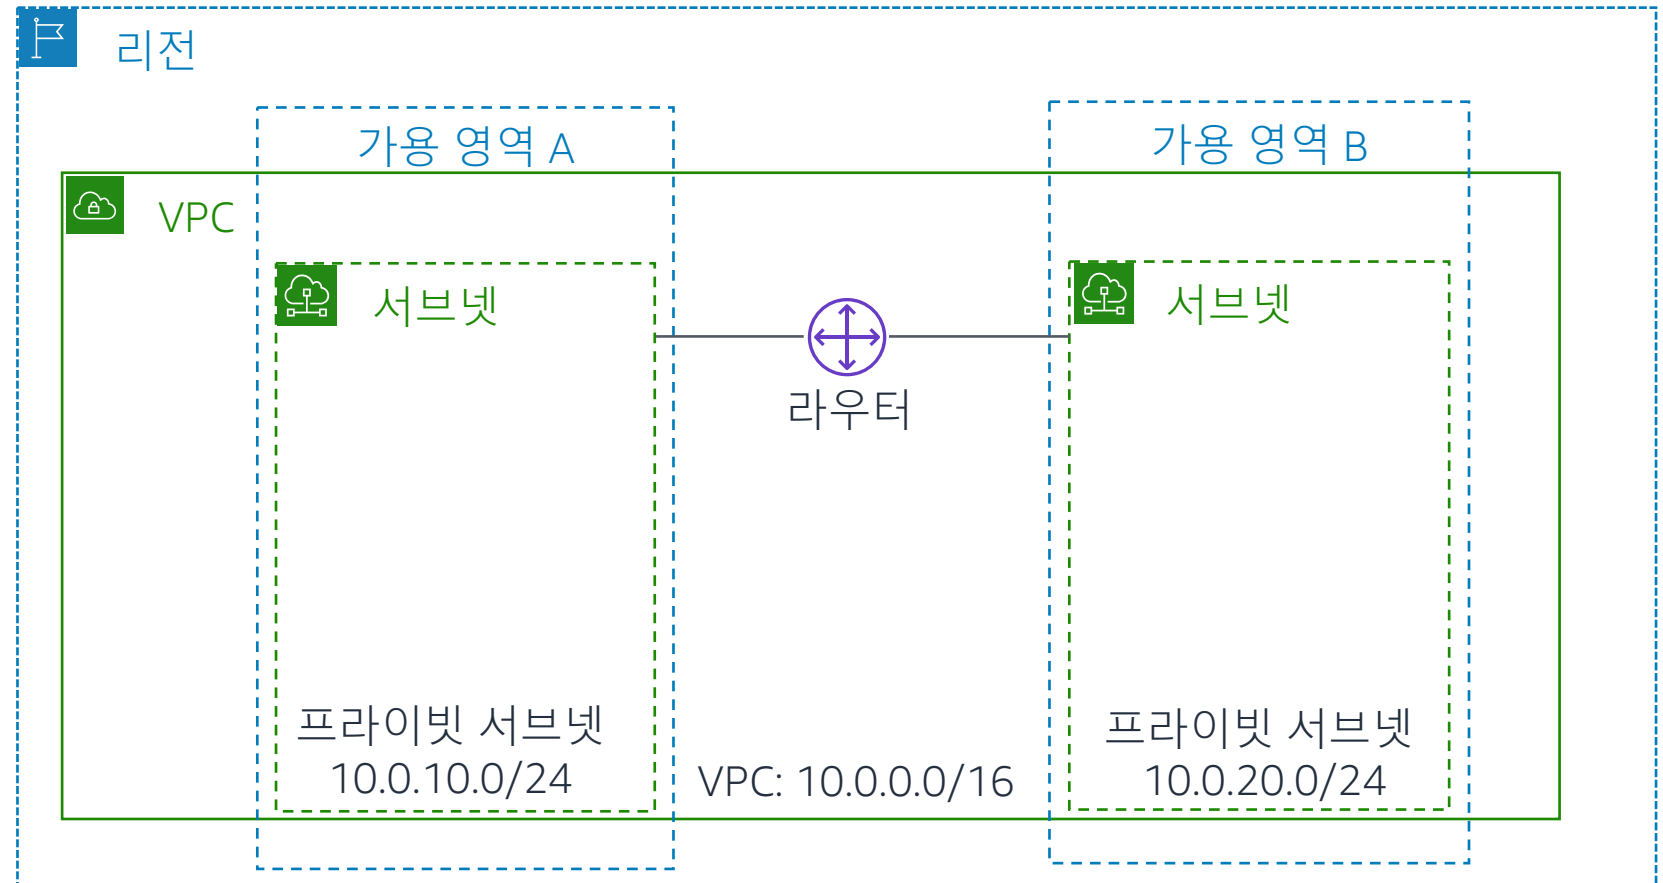 리전
가용 영역 A
가용 영역 B
VPC
서브넷
서브넷
라우터
프라이빗 서브넷
10.0.10.0/24
VPC: 10.0.0.0/16
프라이빗 서브넷
10.0.20.0/24